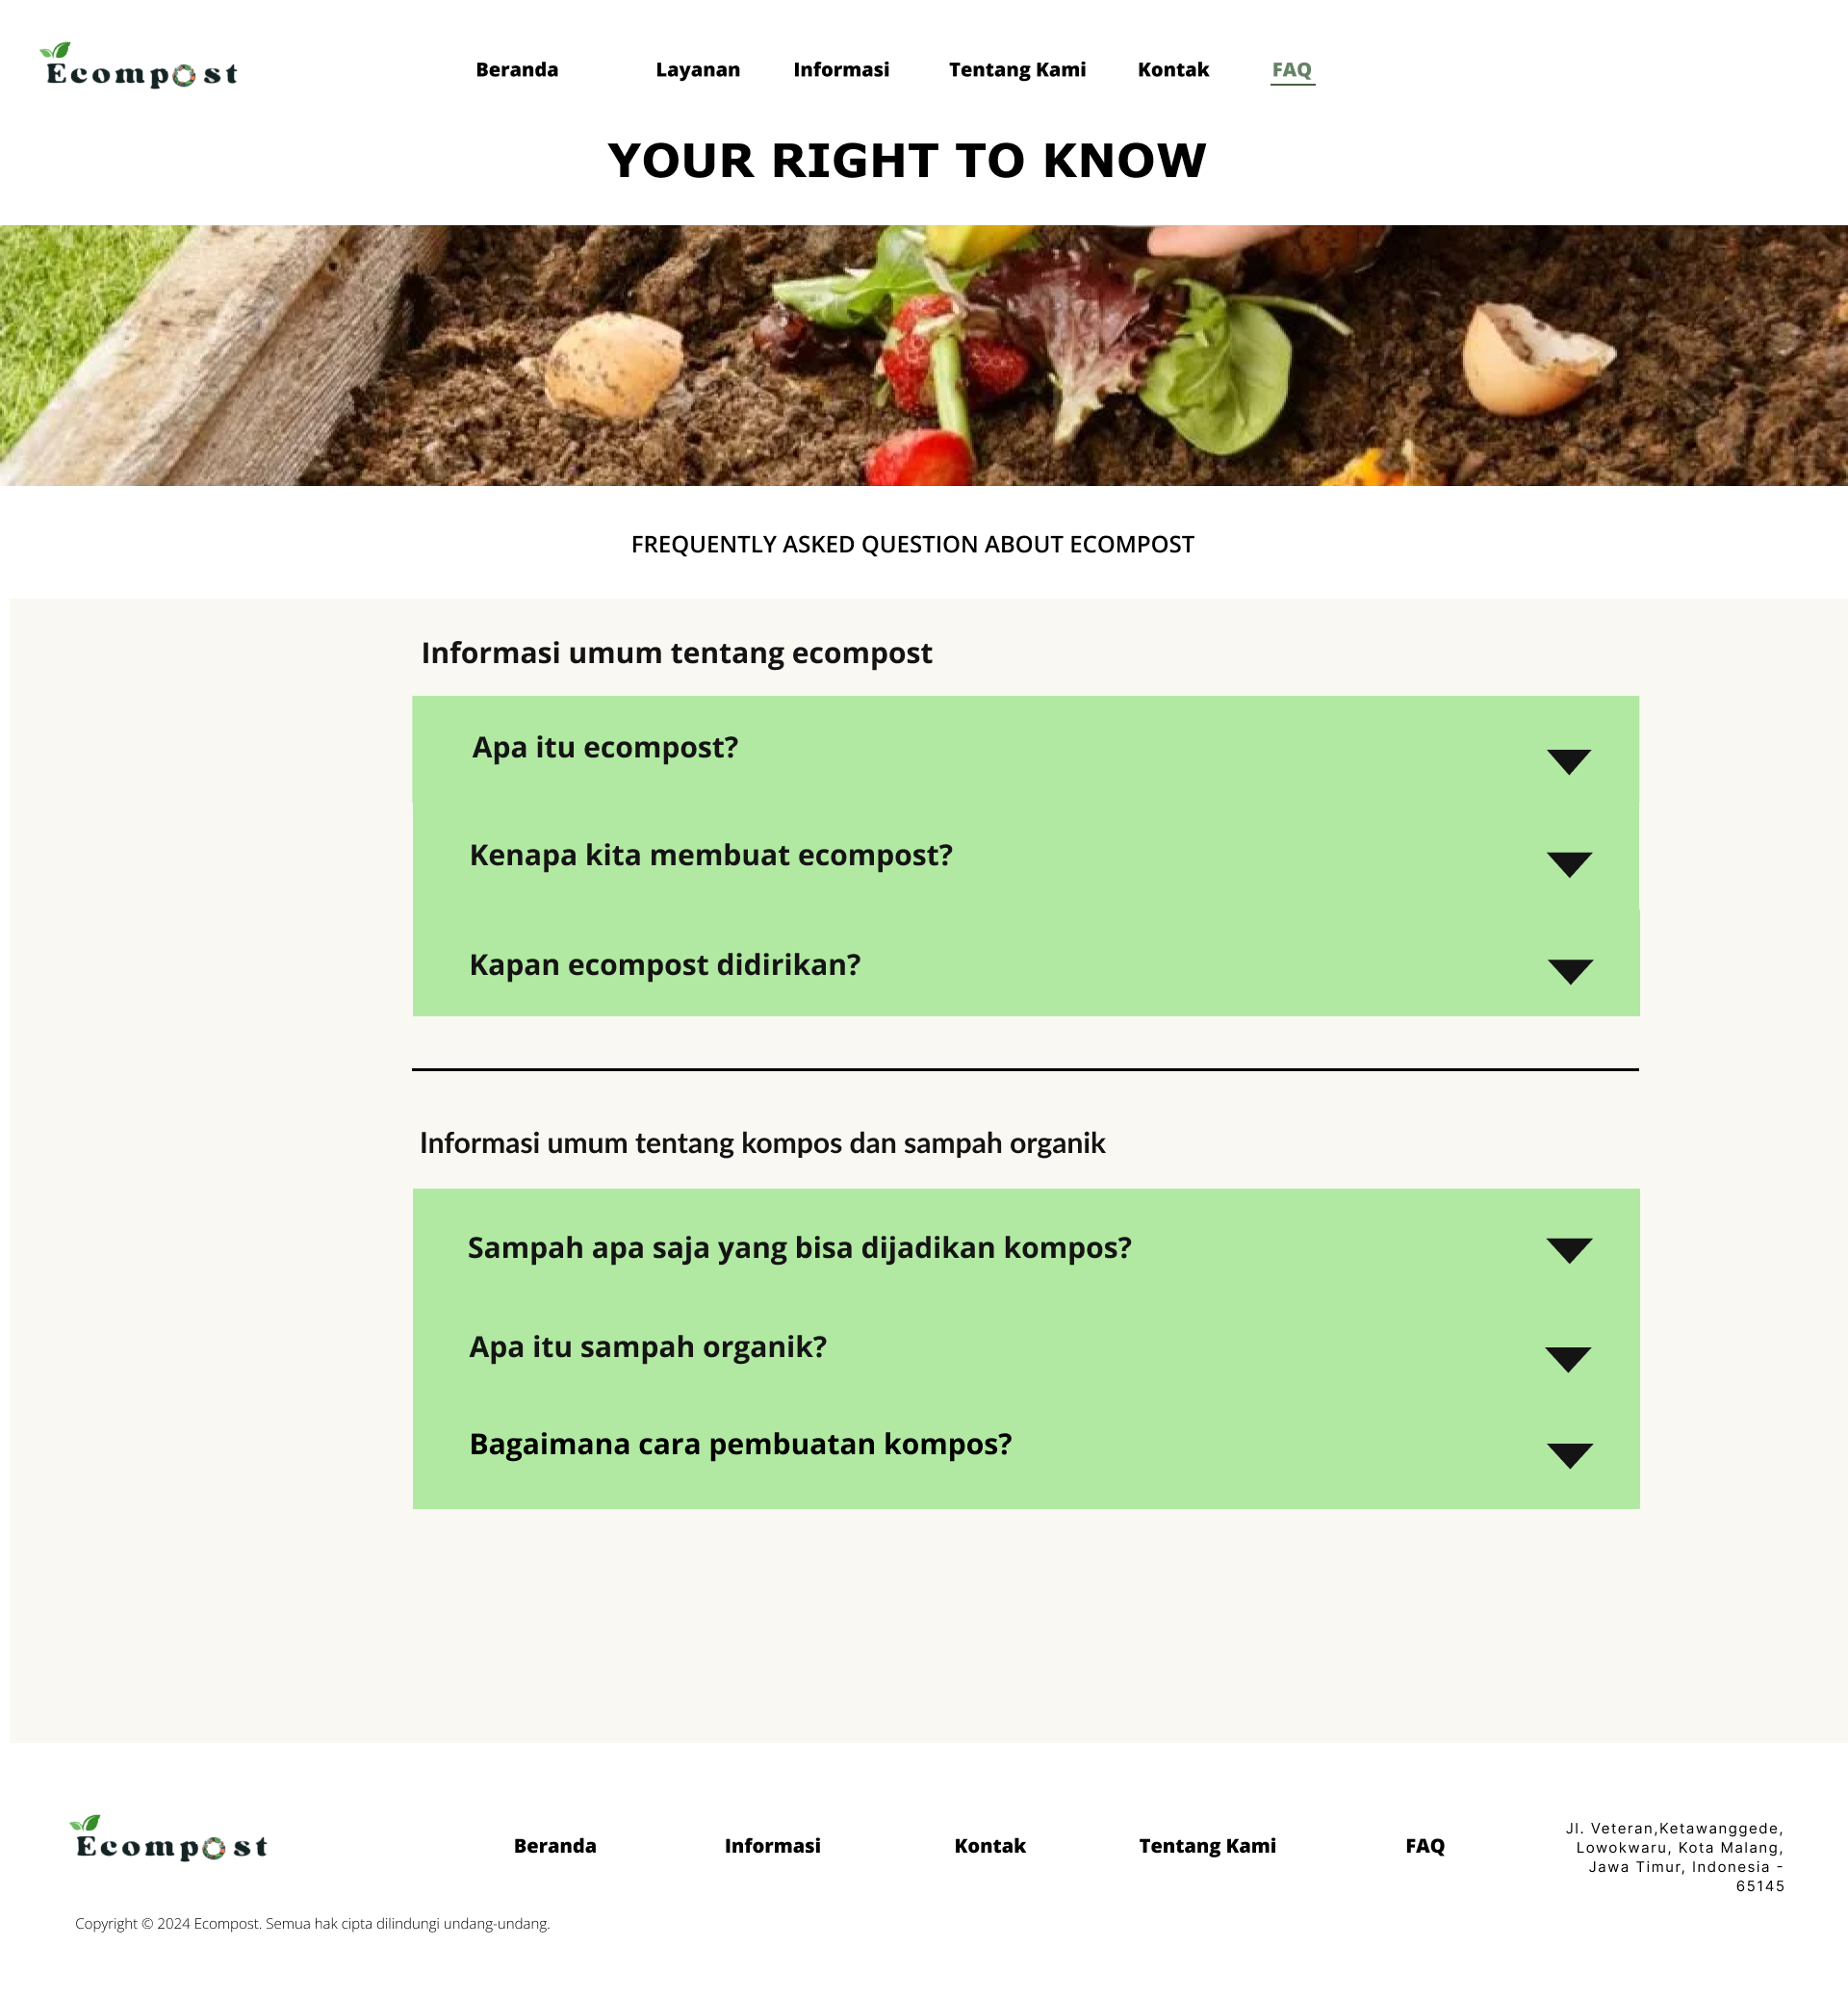 Ecompost
Beranda Layanan Informasi Tentang Kami Kontak FAQ
YOUR RIGHT TO KNOW
FREQUENTLY ASKED QUESTION ABOUT ECOMPOST
Informasi umum tentang ecompost
Apa itu ecompost?
Kenapa kita membuat ecompost?
Kapan ecompost didirikan?
Informasi umum tentang kompos dan sampah organik
Sampah apa saja yang bisa dijadikan kompos?
Apa itu sampah organik?
Bagaimana cara pembuatan kompos?
Ecompost
Beranda Informasi Kontak Tentang Kami FAQ
Jl. Veteran,Ketawanggede,
Lowokwaru, Kota Malang,
Jawa Timur, Indonesia -
65145
Copyright © 2024 Ecompost. Semua hak cipta dilindungi undang-undang.